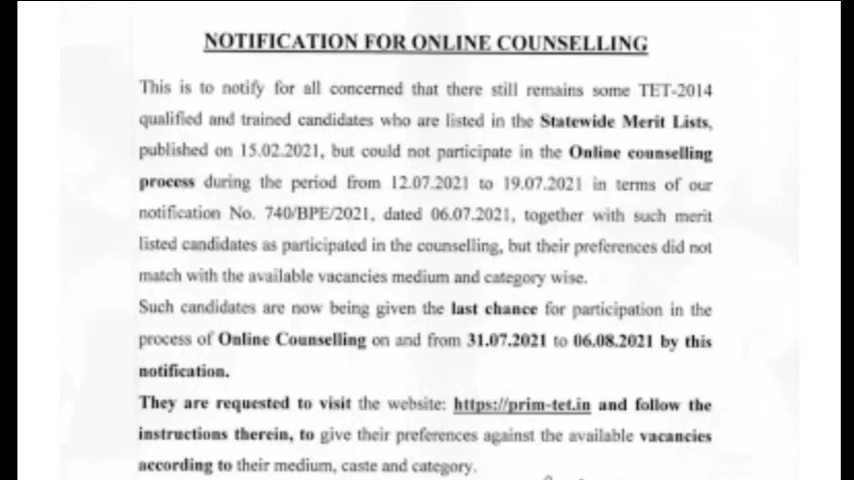 NOTIFICATION FOR ONLINE COUNSELLING
This is to notify for all concerned that there still remains some TET-2014
qualified and trained candidates who are listed in the Statewide Merit Lists,
published on 15.02.2021, but could not participate in the Online counselling
process during the period from 12.07.2021 to 19.07.2021 in terms of our
notification No. 740/BPE/2021, dated 06.07.2021, together with such merit
listed candidates as participated in the counselling, but their preferences did not
match with the available vacancies medium and category wise.
Such candidates are now being given the last chance for participation in the
process of Online Counselling on and from 31.07.2021 to 06.08.2021 by this
notification.
They are requested to visit the website: https://prim-tet.in and follow the
instructions therein, to give their preferences against the available vacancies
according to their medium, caste and category.